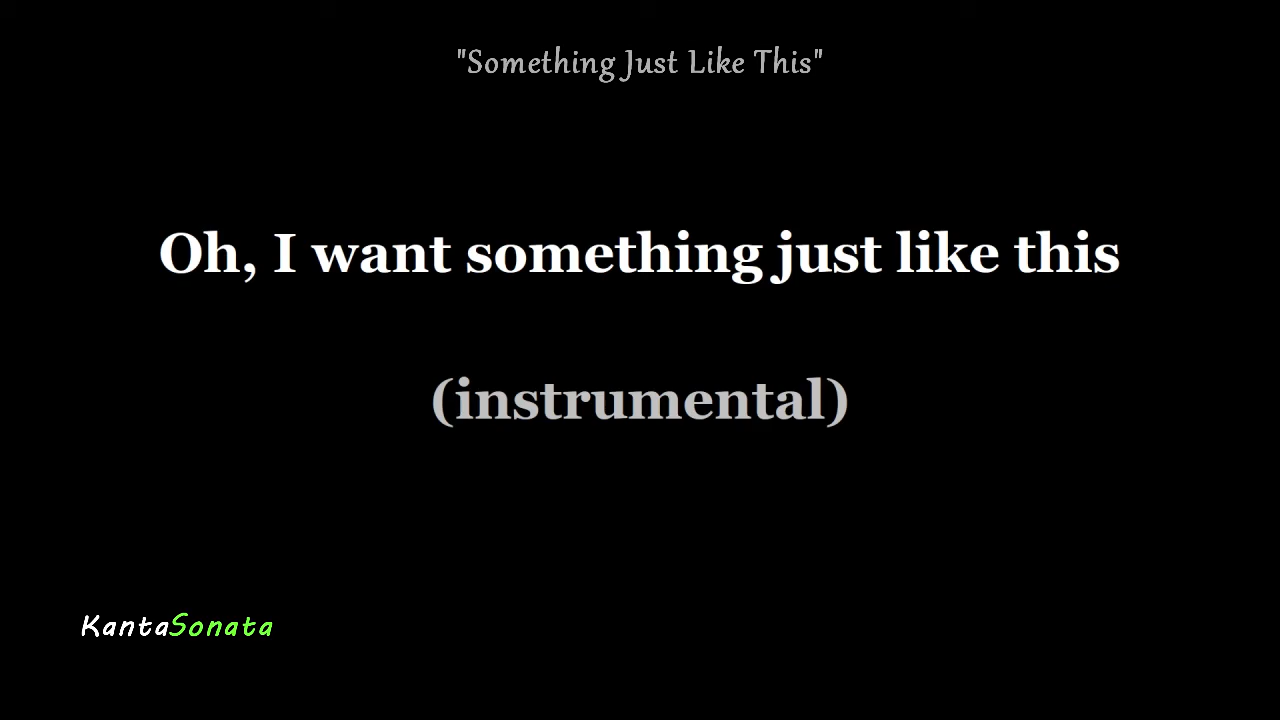 "Something Just Like This"
Oh, I want something just like this
(instrumental)
KantaSonata